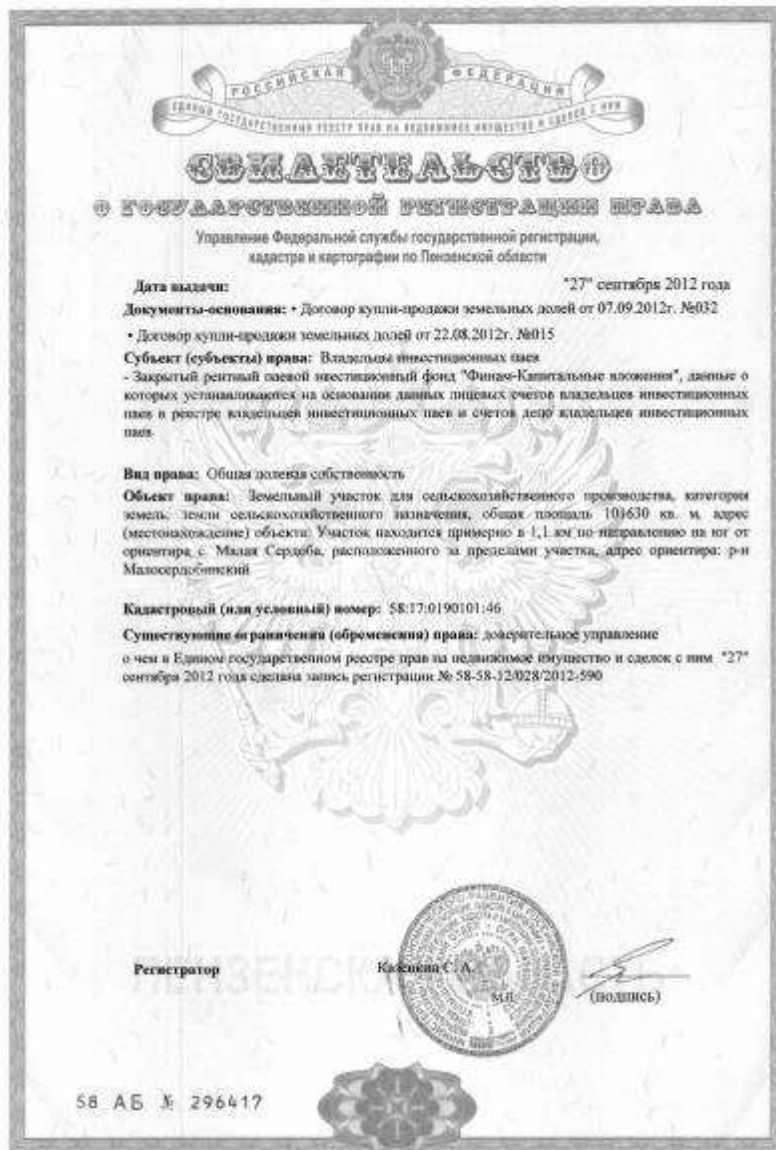 РОССИЙСКАЯ ФЕДЕРАЦИЯ
ЕДИНЫЙ ГОСУДАРСТВЕННЫЙ РЕЕСТР ПРАВ НА НЕДВИЖИМОЕ ИМУЩЕСТВО И СДЕЛОК С НИМ
СВИДЕТЕЛЬСТВО
О ГОСУДАРСТВЕННОЙ РЕГИСТРАЦИИ ПРАВА
Управление Федеральной службы государственной регистрации,
кадастра и картографии по Пензенской области
Дата выдачи: "27" сентября 2012 года
Документы-основания: • Договор купли-продажи земельных долей от 07.09.2012г. №032
• Договор купли-продажи земельных долей от 22.08.2012г. №015
Субъект (субъекты) права: Владельцы инвестиционных паев
- Закрытый рентный паевой инвестиционный фонд "Финам-Капитальные вложения", данные о
которых устанавливаются на основании данных лицевых счетов владельцев инвестиционных
паев в реестре владельцев инвестиционных паев и счетов депо владельцев инвестиционных
паев
Вид права: Общая долевая собственность
Объект права: Земельный участок для сельскохозяйственного производства, категория
земель: земли сельскохозяйственного назначения, общая площадь 101630 кв. м, адрес
(местонахождение) объекта: Участок находится примерно в 1,1 км по направлению на юг от
ориентира с. Малая Сердоба, расположенного за пределами участка, адрес ориентира: р-н
Малосердобинский
Кадастровый (или условный) номер: 58:17:0190101:46
Существующие ограничения (обременения) права: доверительное управление
о чем в Едином государственном реестре прав на недвижимое имущество и сделок с ним "27"
сентября 2012 года сделана запись регистрации № 58-58-12/028/2012-590
Регистратор С. А.
М.П.
(подпись)
58 АБ № 296417